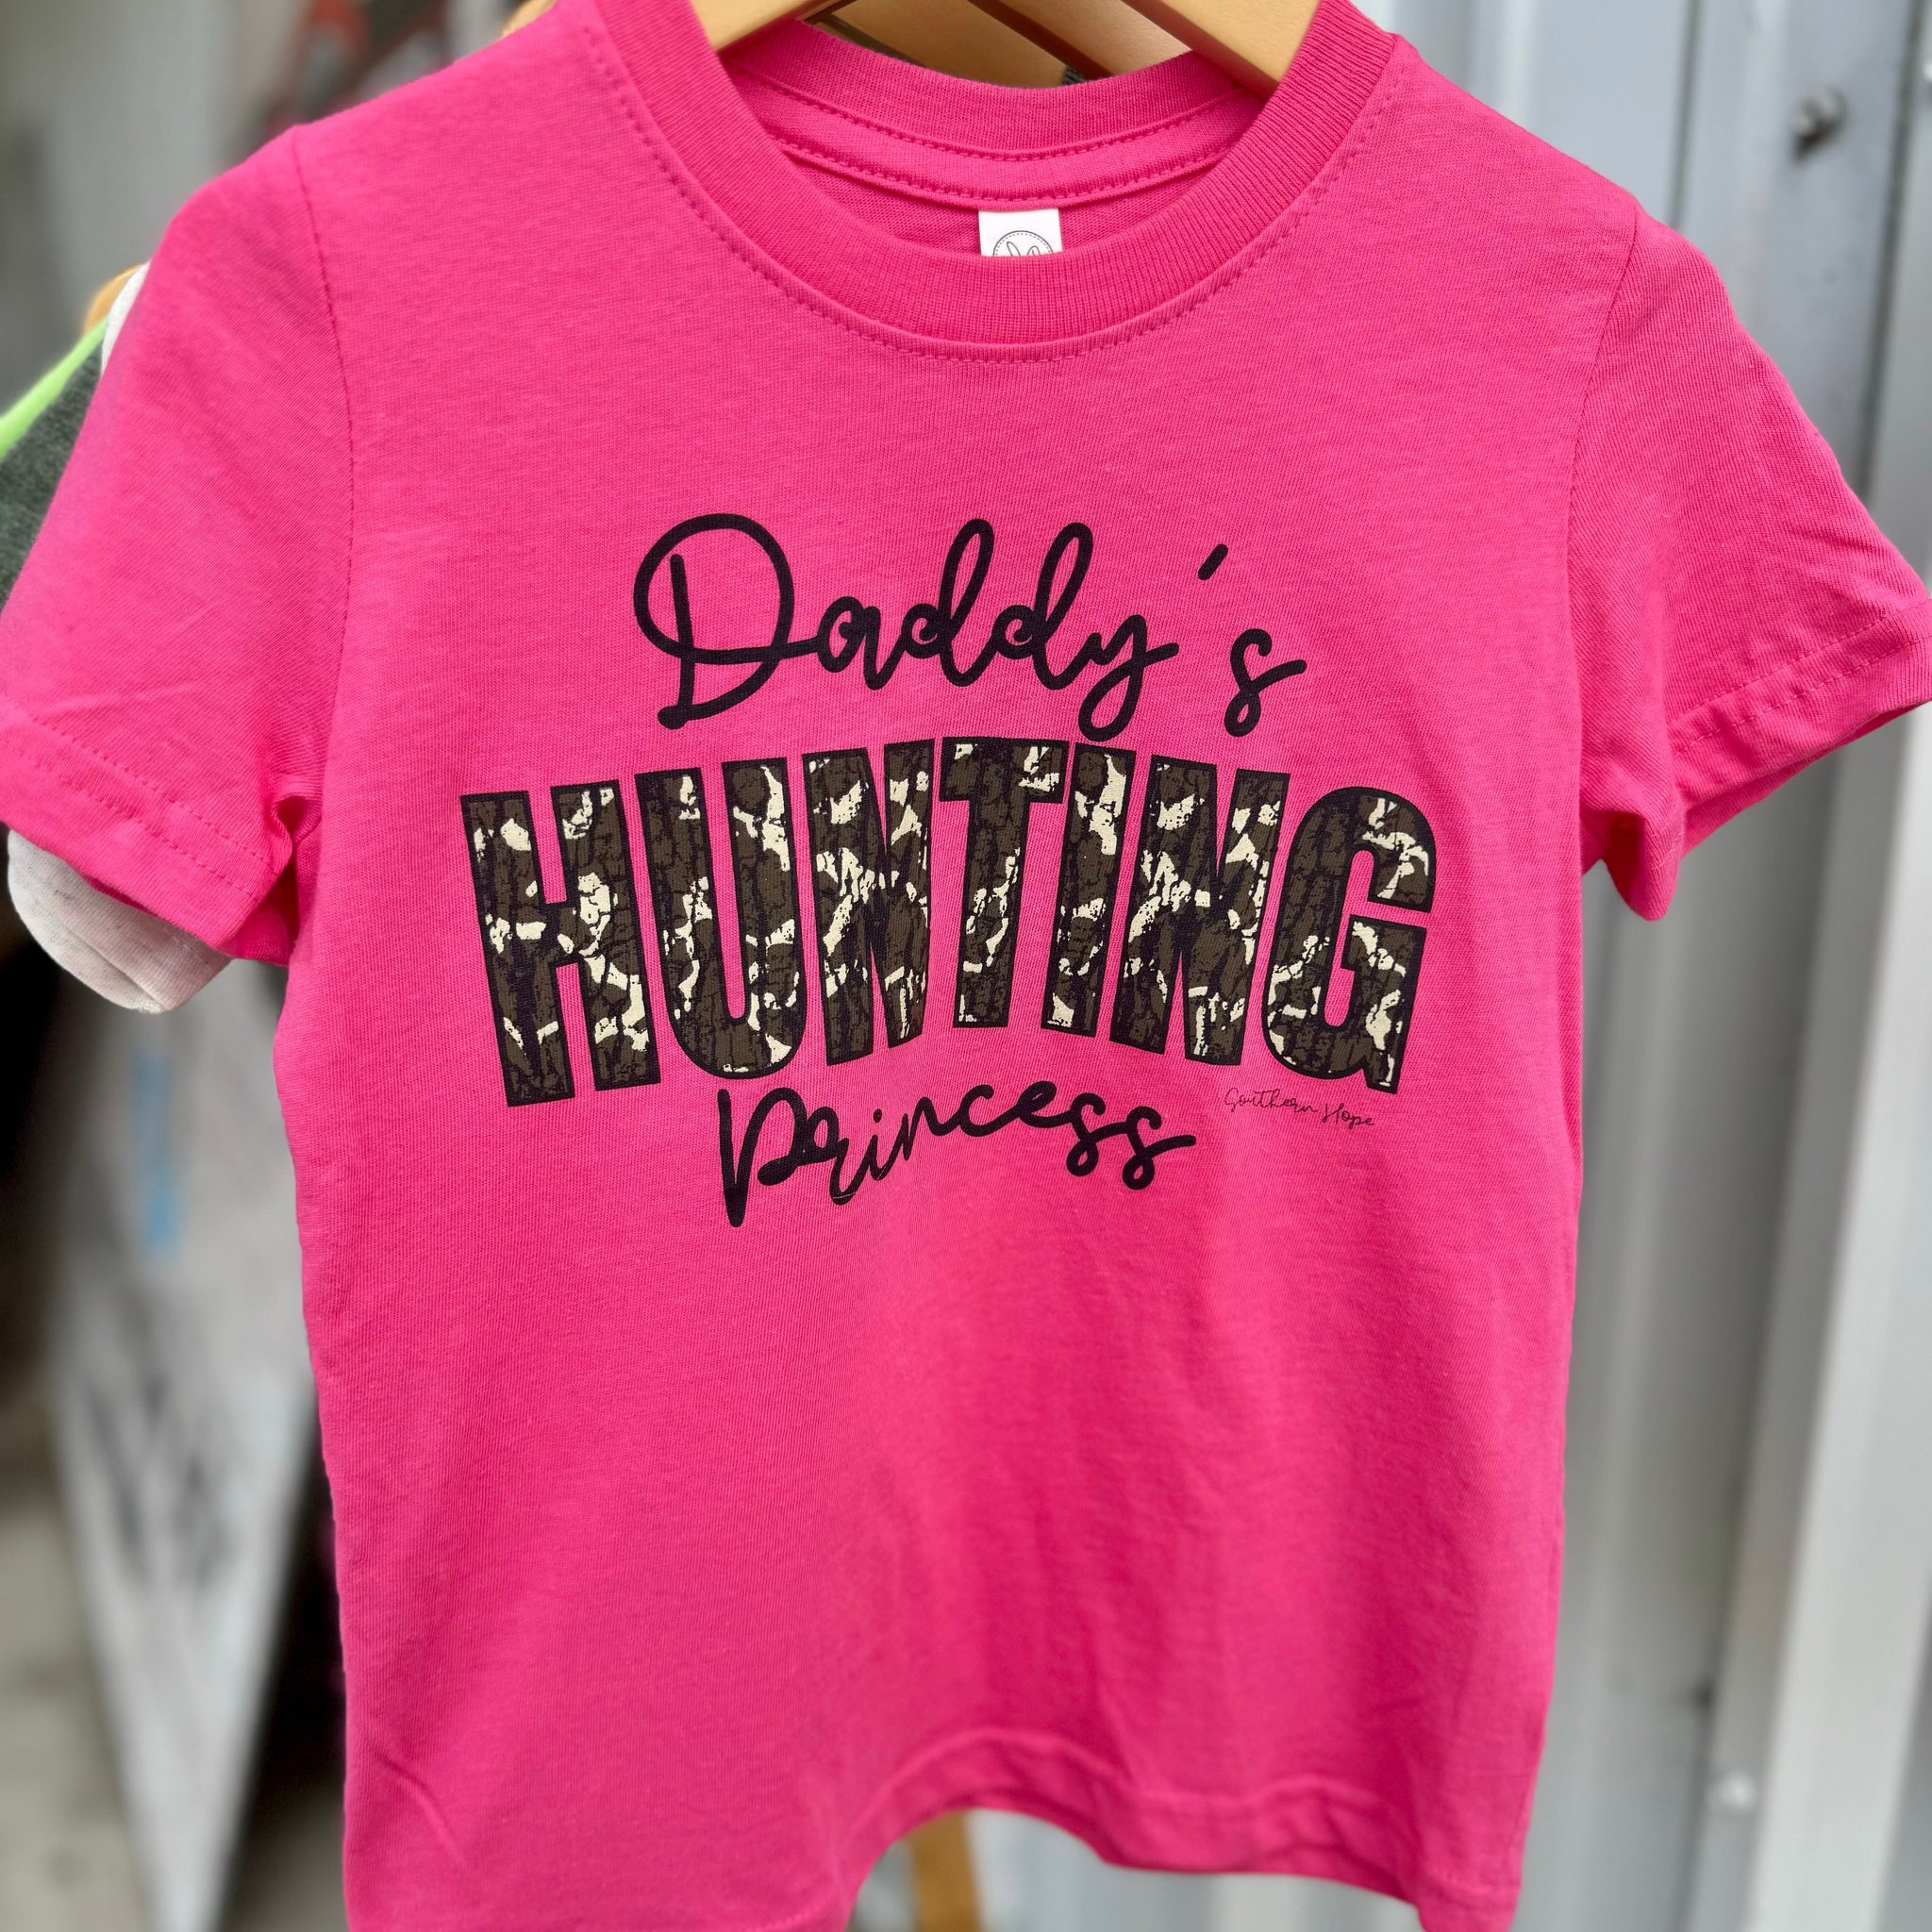 Daddy's
HUNTING
Princess
Southern Hope